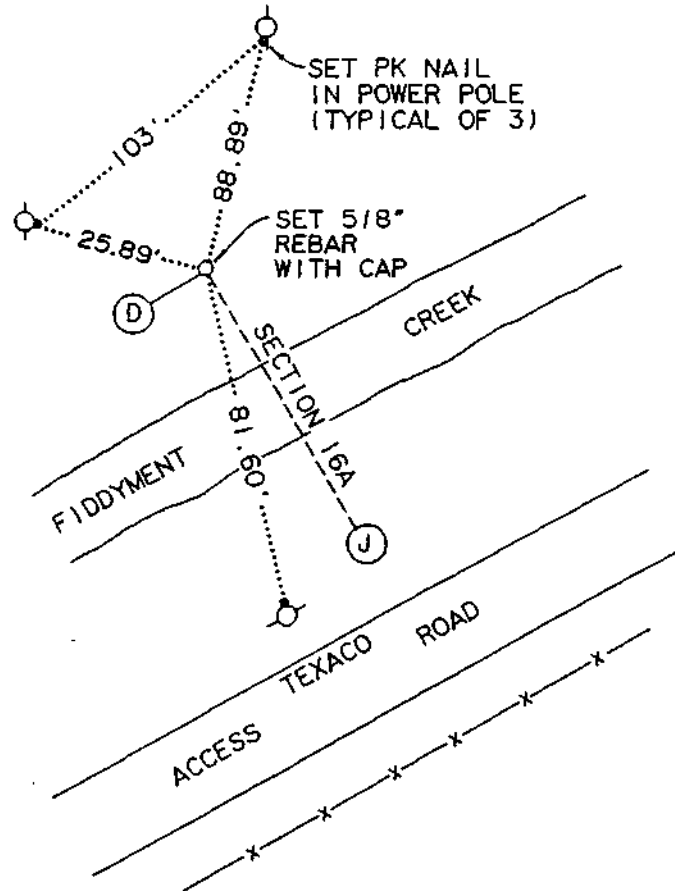 SET PK NAIL
IN POWER POLE
(TYPICAL OF 3)
103'
88.89'
25.89'
SET 5/8"
REBAR
WITH CAP
D
CREEK
SECTION 16A
81.60'
FIDDYMENT
J
TEXACO ROAD
ACCESS